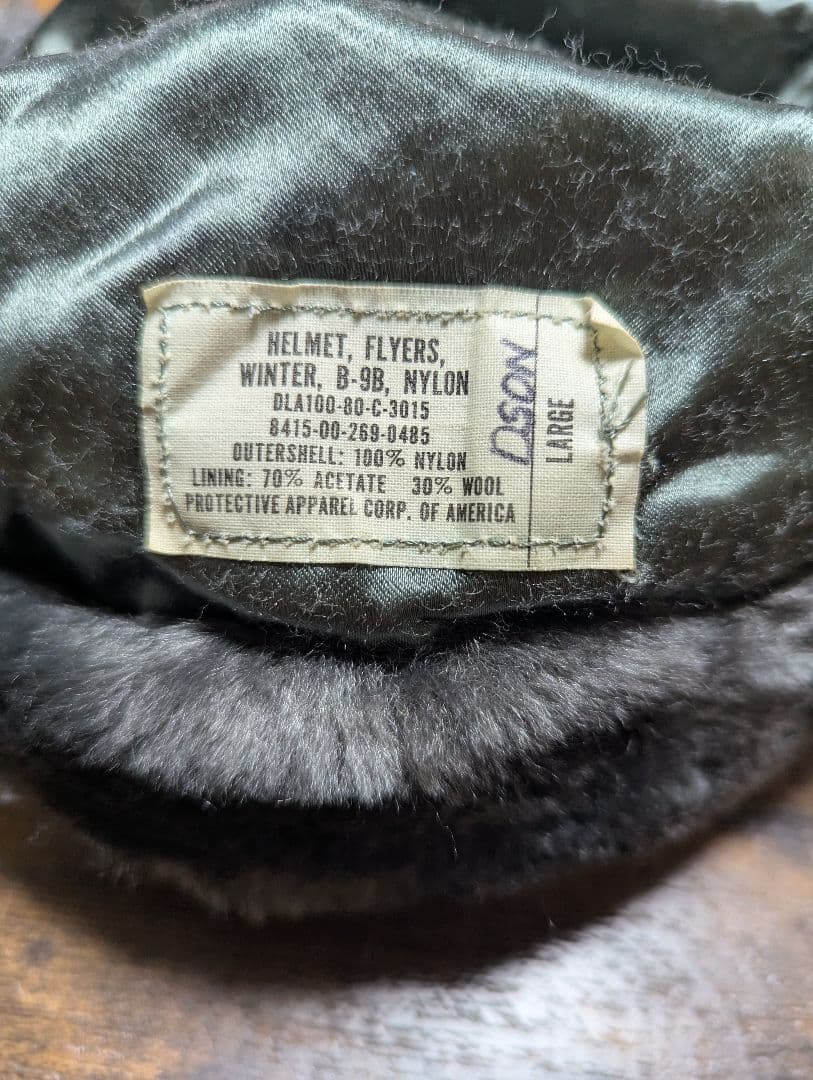 HELMET, FLYERS,
WINTER, B-9B, NYLON
DLA100-80-C-3015
8415-00-269-0485
OUTERSHELL: 100% NYLON
LINING: 70% ACETATE 30% WOOL
PROTECTIVE APPAREL CORP. OF AMERICA
DSON
LARGE